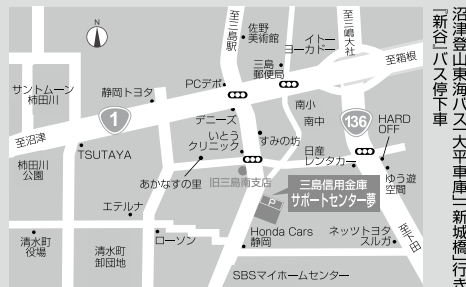 沼津登山東海バス「大平車庫」「新城橋」行き
『新谷』バス停下車
N
至三島駅
佐野
美術館
イトー
ヨーカドー
至三嶋大社
至箱根
三島
郵便局
サントムーン
柿田川
静岡トヨタ
PCデポ
1
デニーズ
南小
南中
136
HARD
OFF
至沼津
TSUTAYA
いとう
クリニック
すみの坊
日産
レンタカー
柿田川
公園
あかなすの里
旧三島南支店
ゆう遊
空間
三島信用金庫
サポートセンター夢
P
エテルナ
清水町
役場
清水町
卸団地
ローソン
Honda Cars
静岡
ネッツトヨタ
スルガ
至下田
SBSマイホームセンター